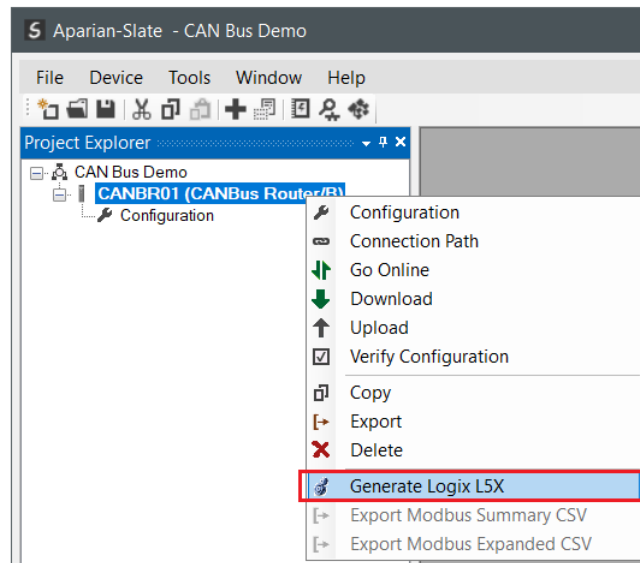 S Aparian-Slate - CAN Bus Demo
File Device Tools Window Help
Project Explorer
CAN Bus Demo
CANBR01 (CANBus Router/B)
Configuration
Configuration
Connection Path
Go Online
Download
Upload
Verify Configuration
Copy
Export
Delete
Generate Logix L5X
Export Modbus Summary CSV
Export Modbus Expanded CSV